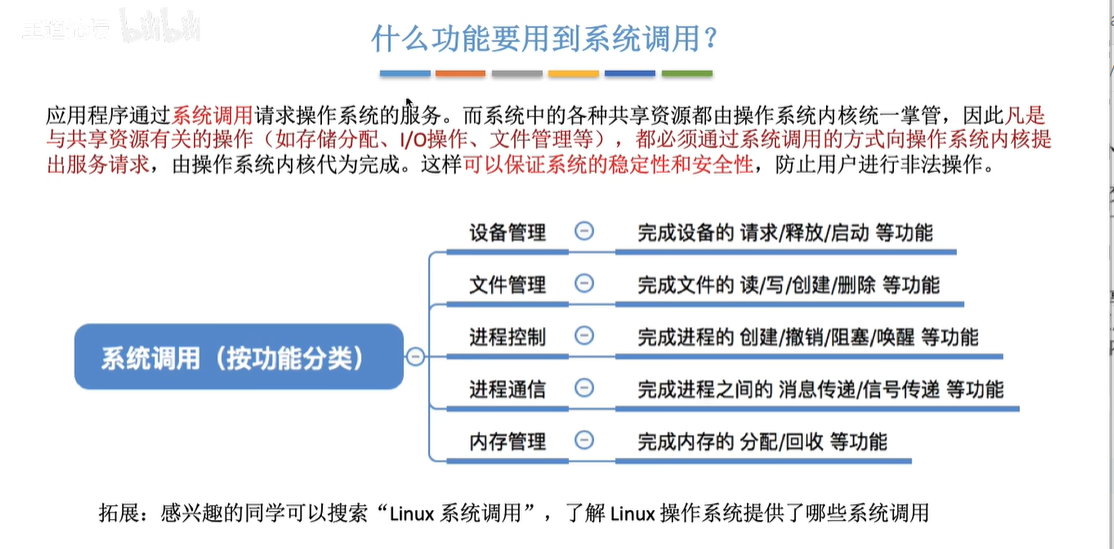 bilibili
什么功能要用到系统调用？
应用程序通过系统调用请求操作系统的服务。而系统中的各种共享资源都由操作系统内核统一掌管，因此凡是
与共享资源有关的操作（如存储分配、I/O操作、文件管理等），都必须通过系统调用的方式向操作系统内核提
出服务请求，由操作系统内核代为完成。这样可以保证系统的稳定性和安全性，防止用户进行非法操作。
系统调用（按功能分类）
设备管理 完成设备的 请求/释放/启动 等功能
文件管理 完成文件的 读/写/创建/删除 等功能
进程控制 完成进程的 创建/撤销/阻塞/唤醒 等功能
进程通信 完成进程之间的 消息传递/信号传递 等功能
内存管理 完成内存的 分配/回收 等功能
拓展：感兴趣的同学可以搜索“Linux 系统调用”，了解 Linux 操作系统提供了哪些系统调用